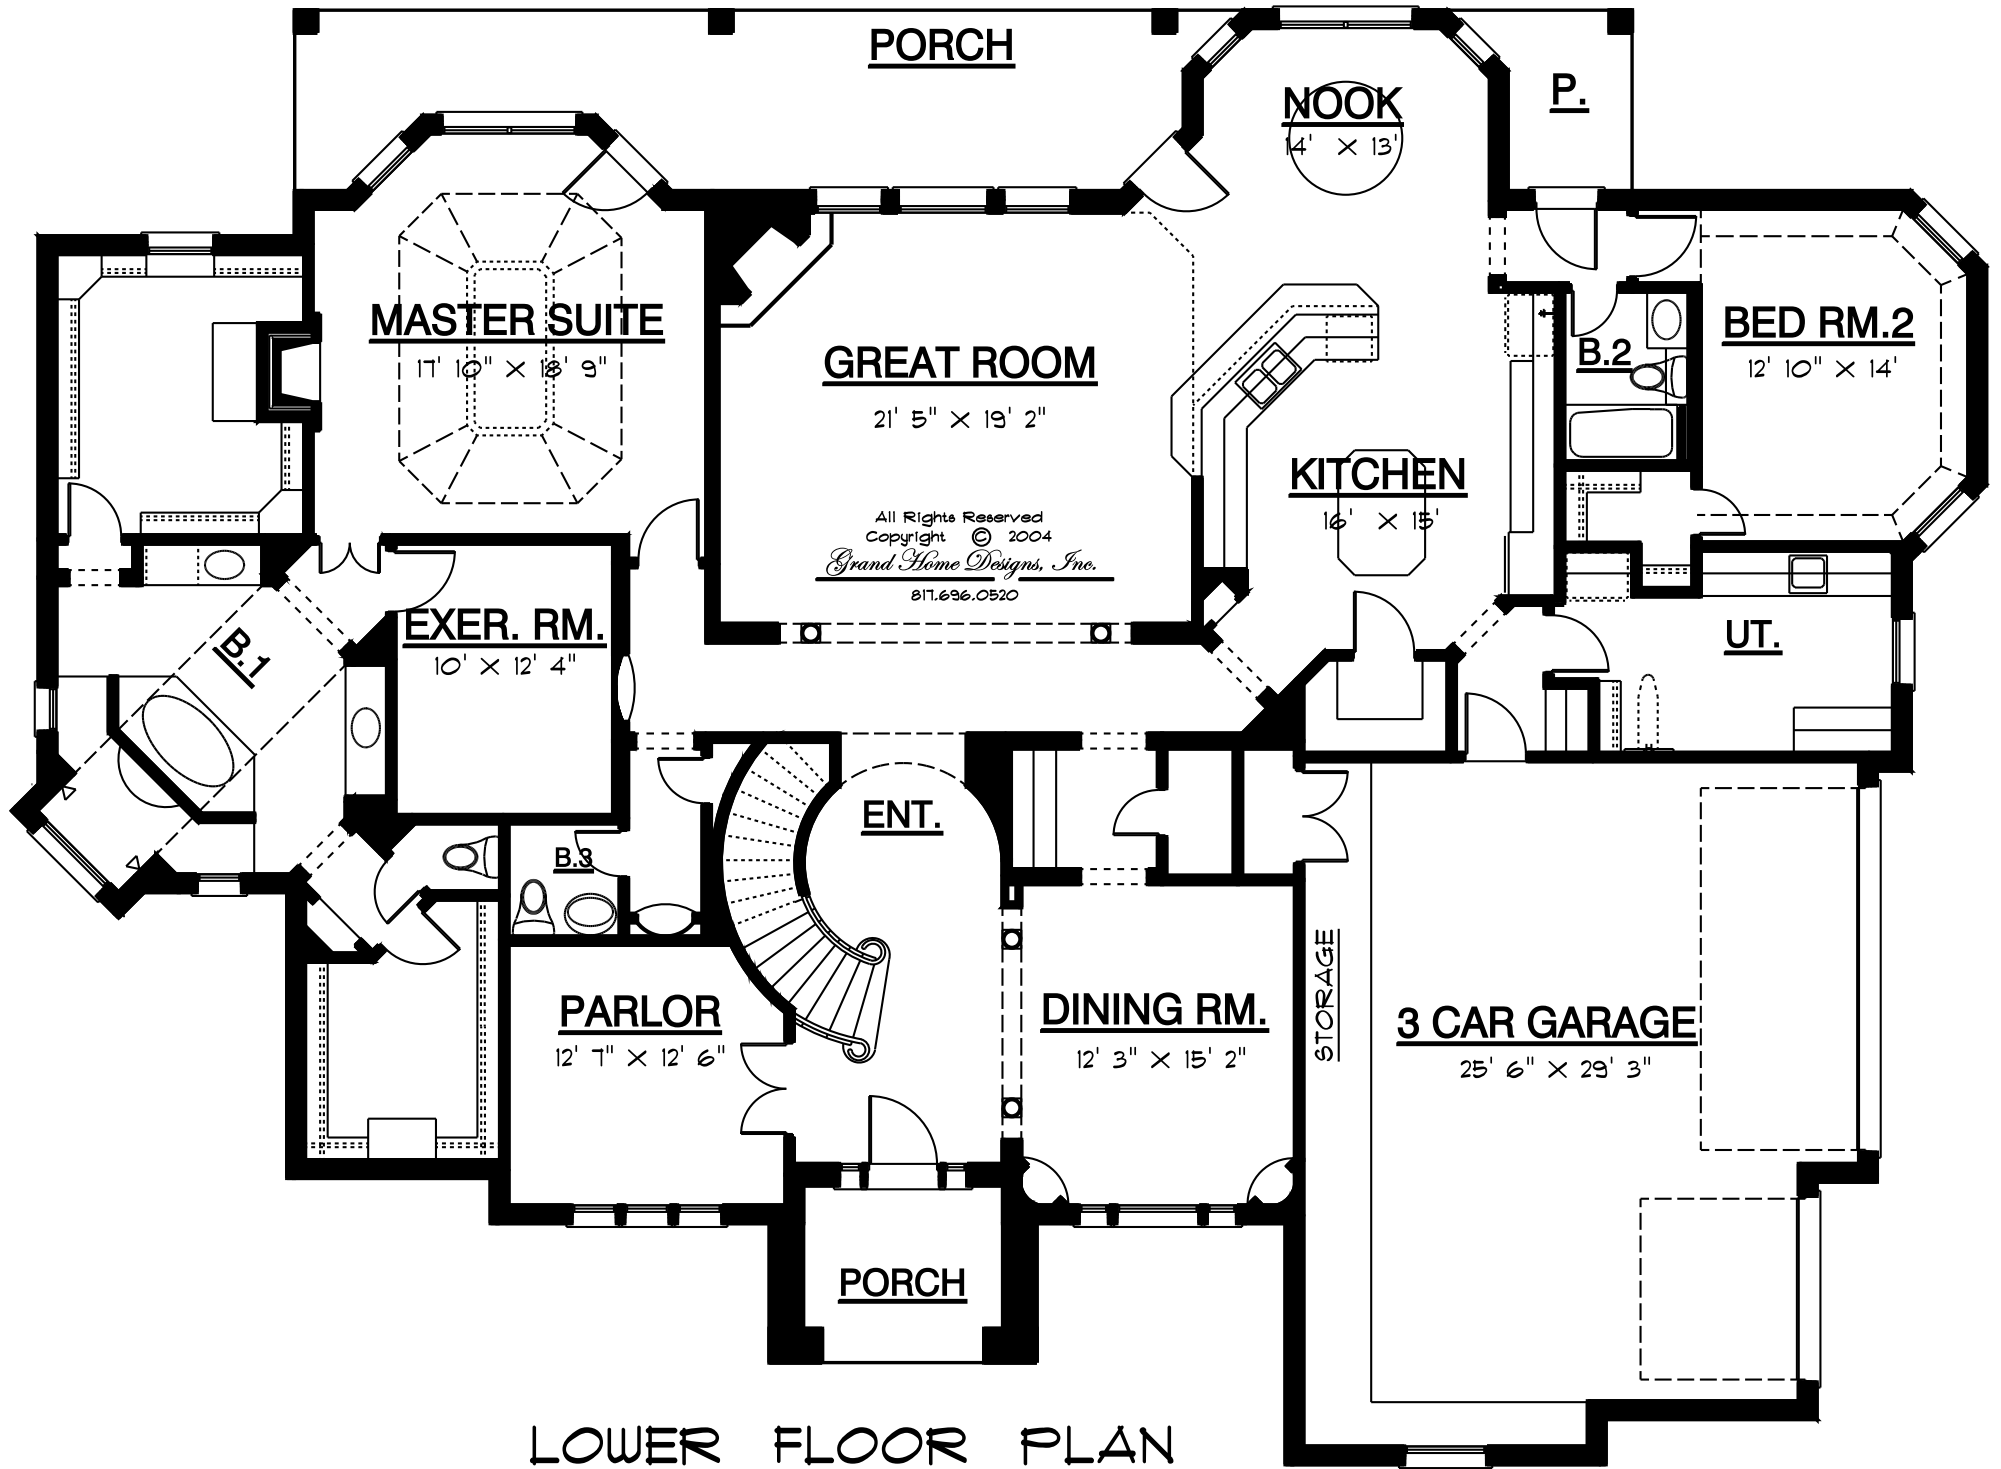 PORCH
P.
NOOK
14' X 13'
MASTER SUITE
17' 10" X 18' 9"
GREAT ROOM
21' 5" X 19' 2"
BED RM.2
12' 10" X 14'
B.2
KITCHEN
16' X 15'
All Rights Reserved
Copyright © 2004
Grand Home Designs, Inc.
817.696.0520
B.1
EXER. RM.
10' X 12' 4"
UT.
ENT.
B.3
PARLOR
12' 7" X 12' 6"
DINING RM.
12' 3" X 15' 2"
STORAGE
3 CAR GARAGE
25' 6" X 29' 3"
PORCH
LOWER FLOOR PLAN